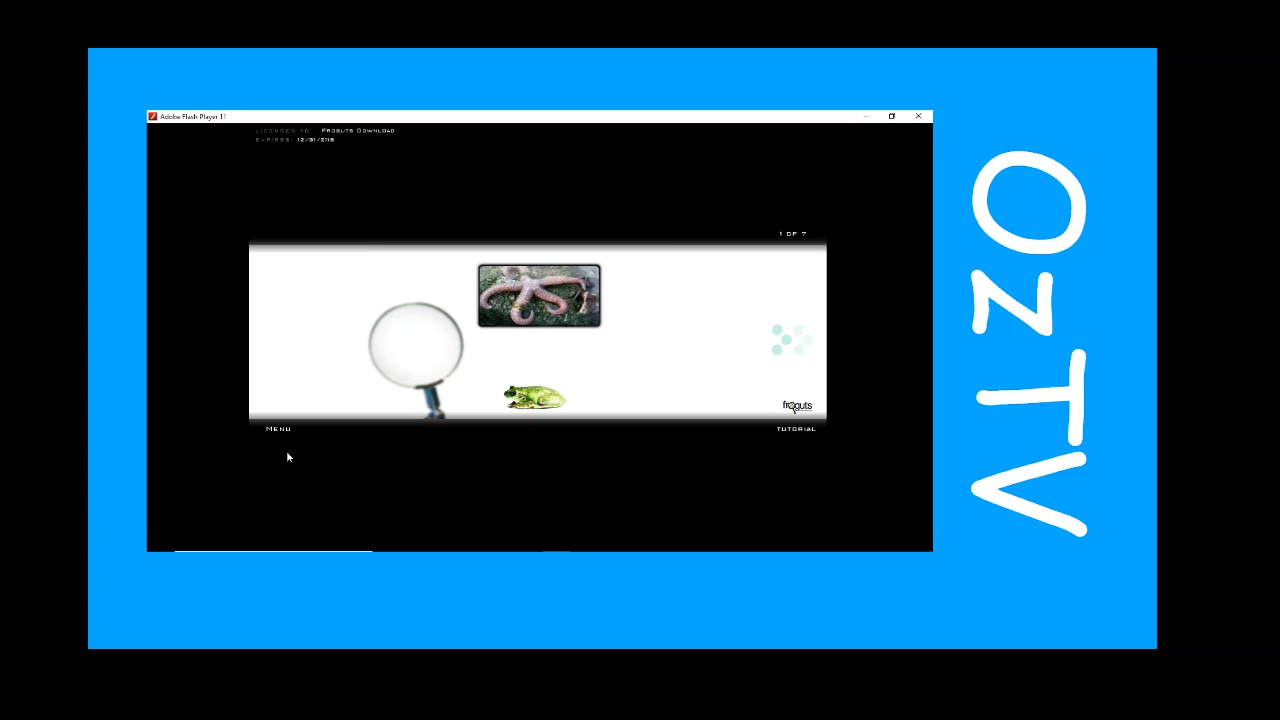 Adobe Flash Player 11
LICENSED TO FROGUTS DOWNLOAD
EXPIRES: 12/31/2118
1 OF 7
froguts
MENU
TUTORIAL
OzTV